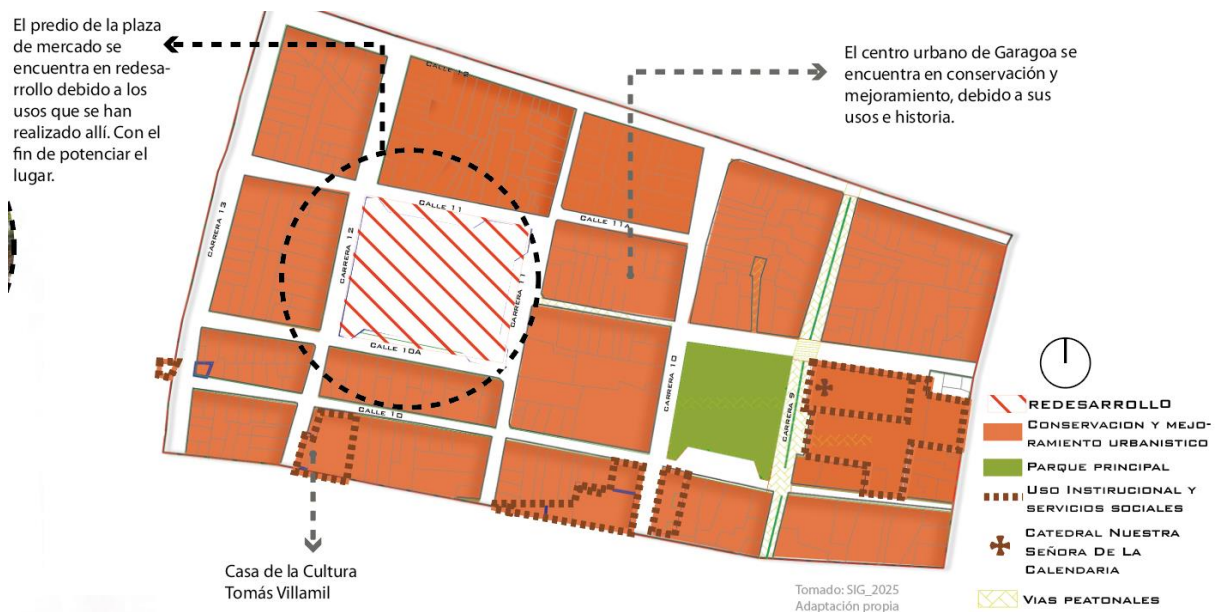 El predio de la plaza
de mercado se
encuentra en redesa-
rrollo debido a los
usos que se han
realizado allí. Con el
fin de potenciar el
lugar.
El centro urbano de Garagoa se
encuentra en conservación y
mejoramiento, debido a sus
usos e historia.
CALLE 12
CARRERA 13
CARRERA 12
CALLE 11
CALLE 11A
CARRERA 11
CALLE 10A
CALLE 10
CARRERA 10
CARRERA 9
REDESARROLLO
CONSERVACION Y MEJO-
RAMIENTO URBANISTICO
PARQUE PRINCIPAL
USO INSTIRUCIONAL Y
SERVICIOS SOCIALES
CATEDRAL NUESTRA
SEÑORA DE LA
CALENDARIA
VIAS PEATONALES
Casa de la Cultura
Tomás Villamil
Tomado: SIG_2025
Adaptación propia